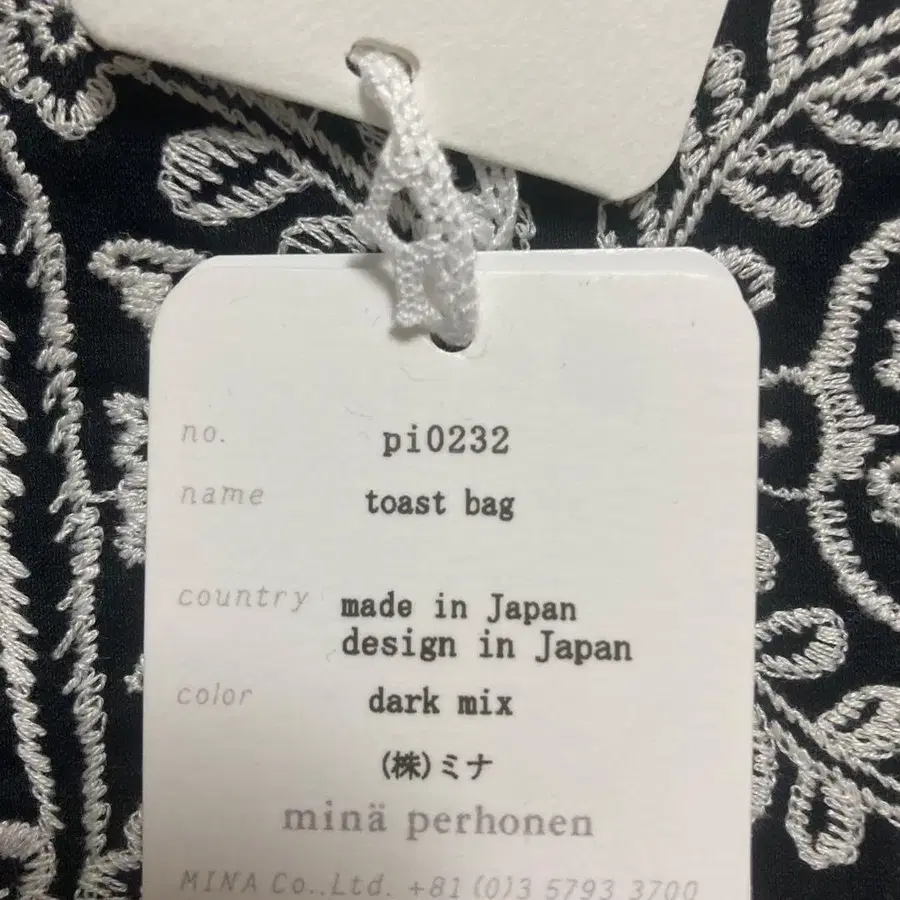 no. pi0232
name toast bag
country made in Japan
design in Japan
color dark mix
(株)ミナ
minä perhonen
MINA Co.,Ltd. +81 (0)3 5793 3700